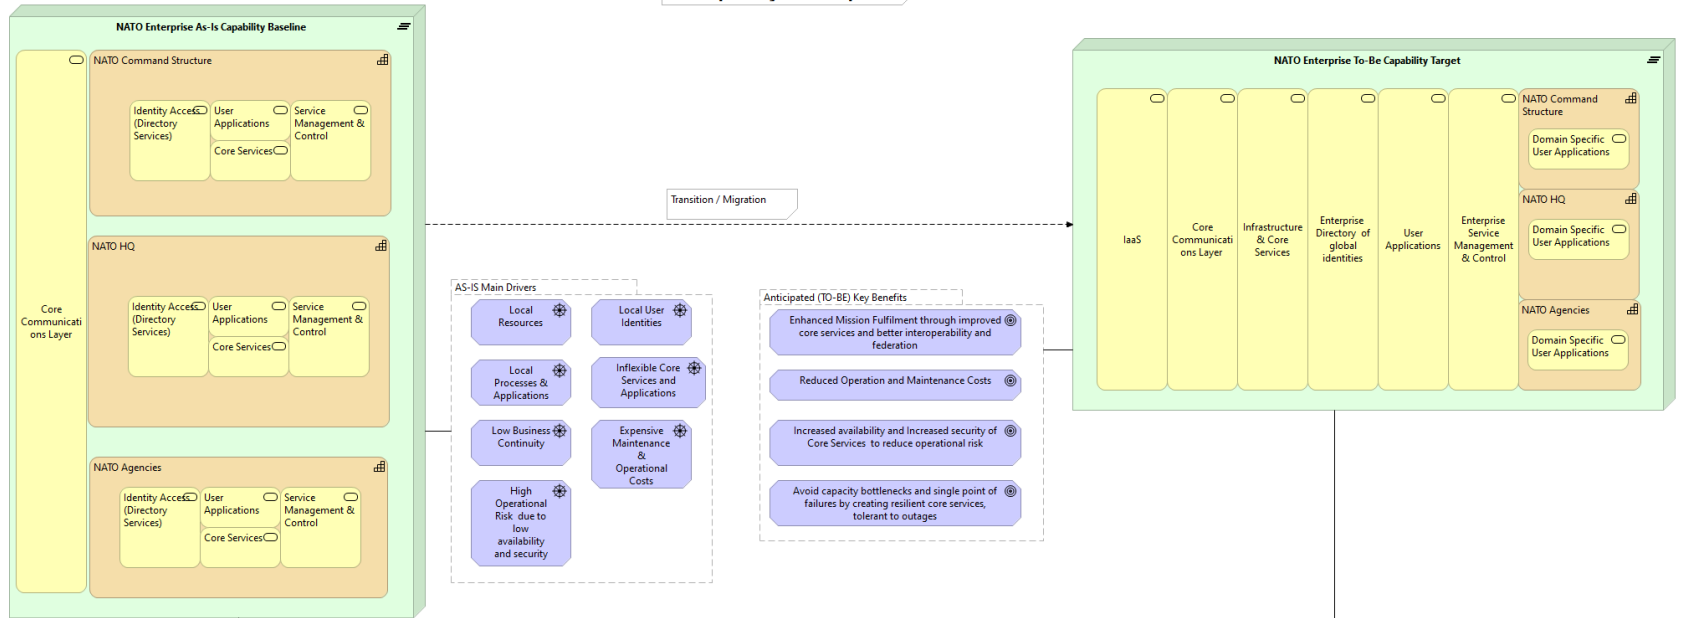 NATO Enterprise As-Is Capability Baseline
Core
Communicati
ons Layer
NATO Command Structure
Identity Access
(Directory
Services)
User
Applications
Core Services
Service
Management &
Control
NATO HQ
Identity Access
(Directory
Services)
User
Applications
Core Services
Service
Management &
Control
NATO Agencies
Identity Access
(Directory
Services)
User
Applications
Core Services
Service
Management &
Control
Transition / Migration
AS-IS Main Drivers
Local
Resources
Local User
Identities
Local
Processes &
Applications
Inflexible Core
Services and
Applications
Low Business
Continuity
Expensive
Maintenance
&
Operational
Costs
High
Operational
Risk due to
low
availability
and security
Anticipated (TO-BE) Key Benefits
Enhanced Mission Fulfilment through improved
core services and better interoperability and
federation
Reduced Operation and Maintenance Costs
Increased availability and Increased security of
Core Services to reduce operational risk
Avoid capacity bottlenecks and single point of
failures by creating resilient core services,
tolerant to outages
NATO Enterprise To-Be Capability Target
IaaS
Core
Communicati
ons Layer
Infrastructure
& Core
Services
Enterprise
Directory of
global
identities
User
Applications
Enterprise
Service
Management
& Control
NATO Command
Structure
Domain Specific
User Applications
NATO HQ
Domain Specific
User Applications
NATO Agencies
Domain Specific
User Applications